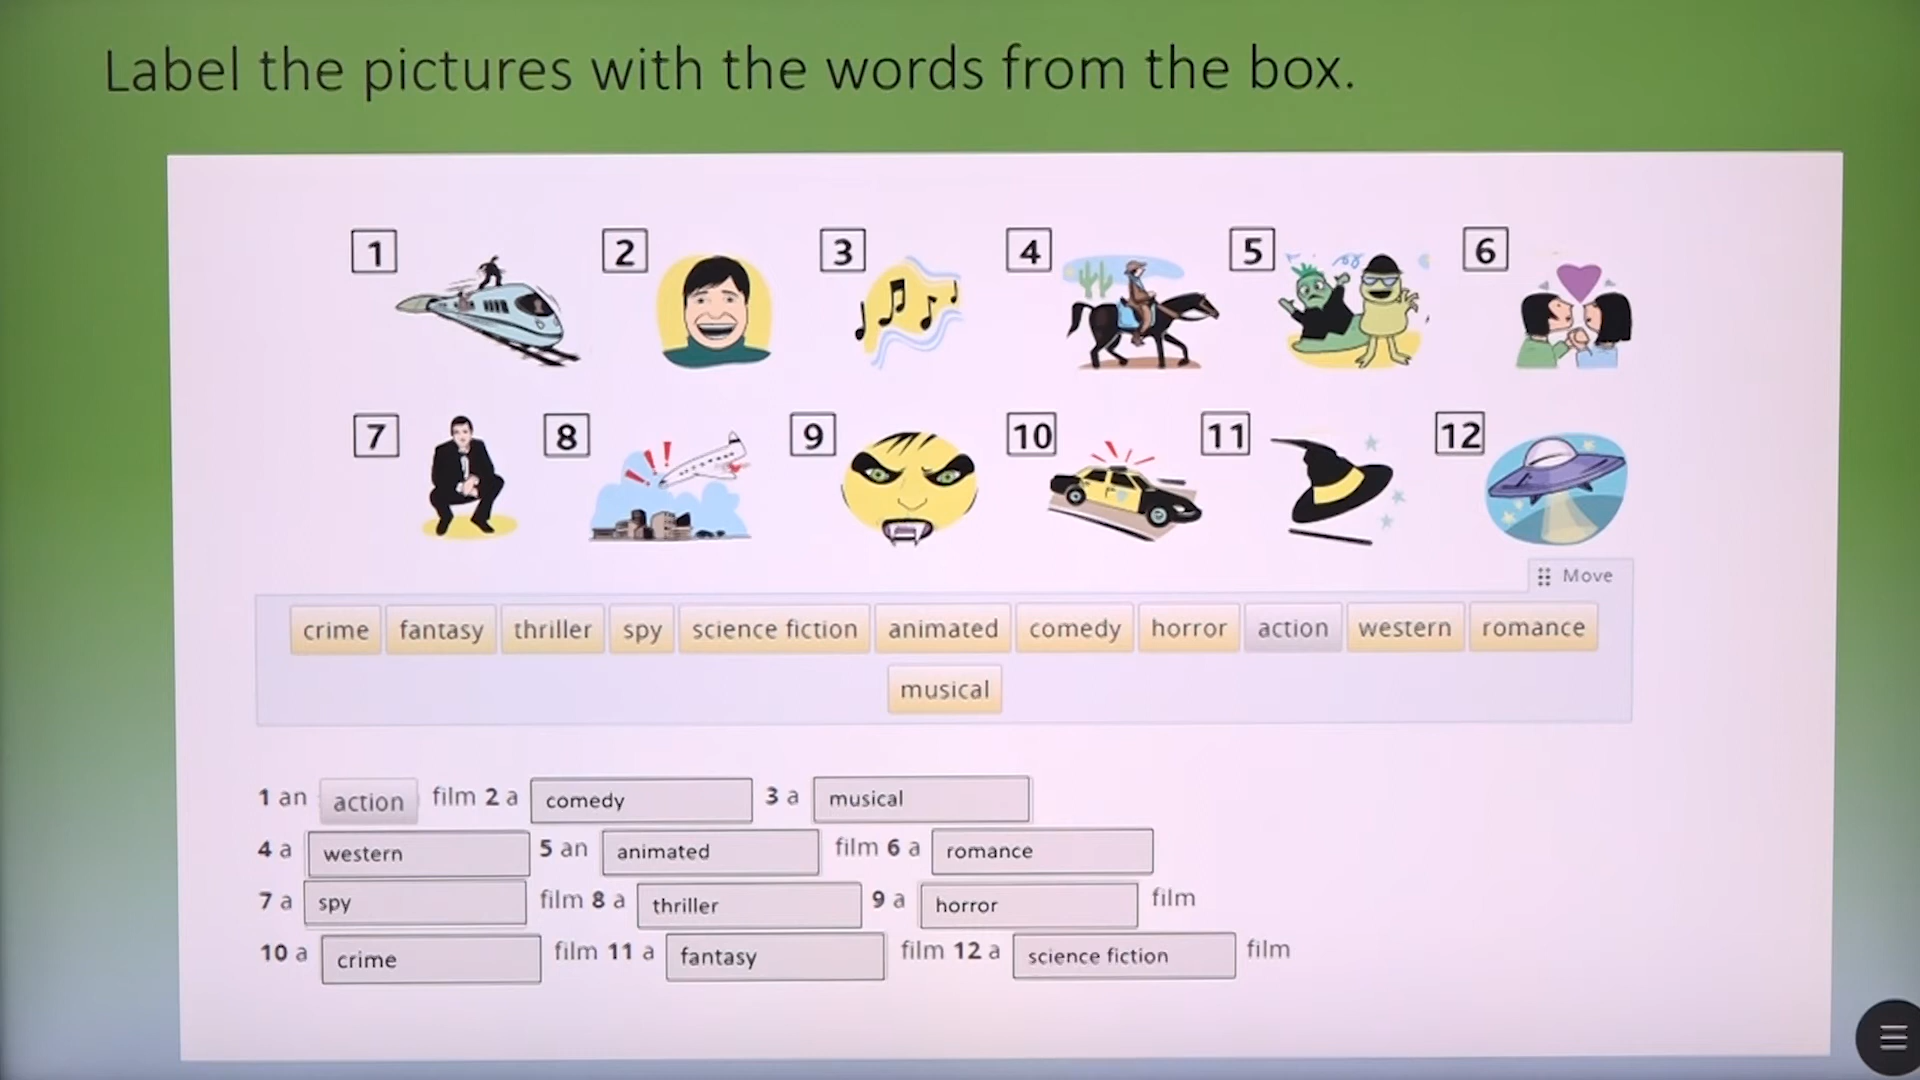 Label the pictures with the words from the box.
1 2 3 4 5 6
7 8 9 10 11 12
Move
crime fantasy thriller spy science fiction animated comedy horror action western romance
musical
1 an action film 2 a comedy 3 a musical
4 a western 5 an animated film 6 a romance
7 a spy film 8 a thriller 9 a horror film
10 a crime film 11 a fantasy film 12 a science fiction film